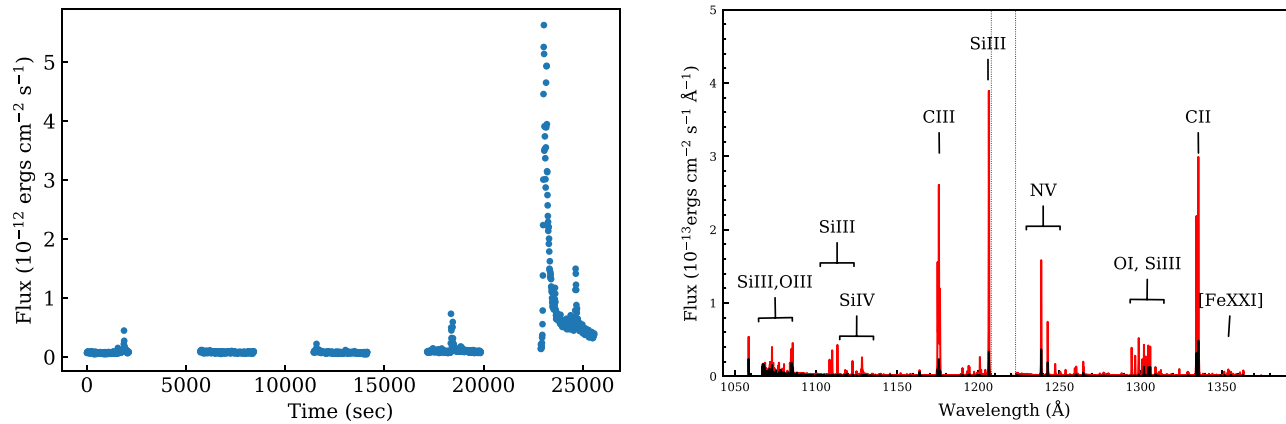 Flux (10⁻¹² ergs cm⁻² s⁻¹)
5
4
3
2
1
0
0 5000 10000 15000 20000 25000
Time (sec)
Flux (10⁻¹³ergs cm⁻² s⁻¹ Å⁻¹)
5
4
3
2
1
0
SiIII
CIII
CII
NV
SiIII
SiIII,OIII
SiIV
OI, SiIII
[FeXXI]
1050 1100 1150 1200 1250 1300 1350
Wavelength (Å)